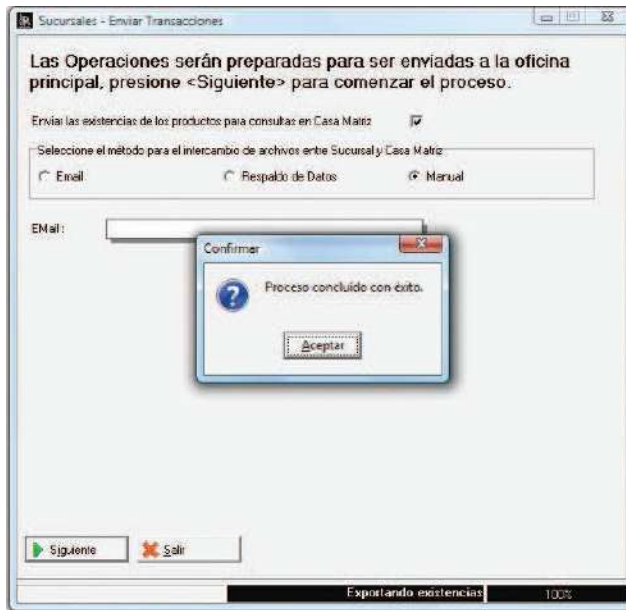 Sucursales - Enviar Transacciones
Las Operaciones serán preparadas para ser enviadas a la oficina
principal, presione <Siguiente> para comenzar el proceso.
Enviar las existencias de los productos para consultas en Casa Matriz
Seleccione el método para el intercambio de archivos entre Sucursal y Casa Matriz
Email Respaldo de Datos Manual
EMail:
Confirmar
Proceso concluido con éxito.
Aceptar
Siguiente Salir
Exportando existencias 100%